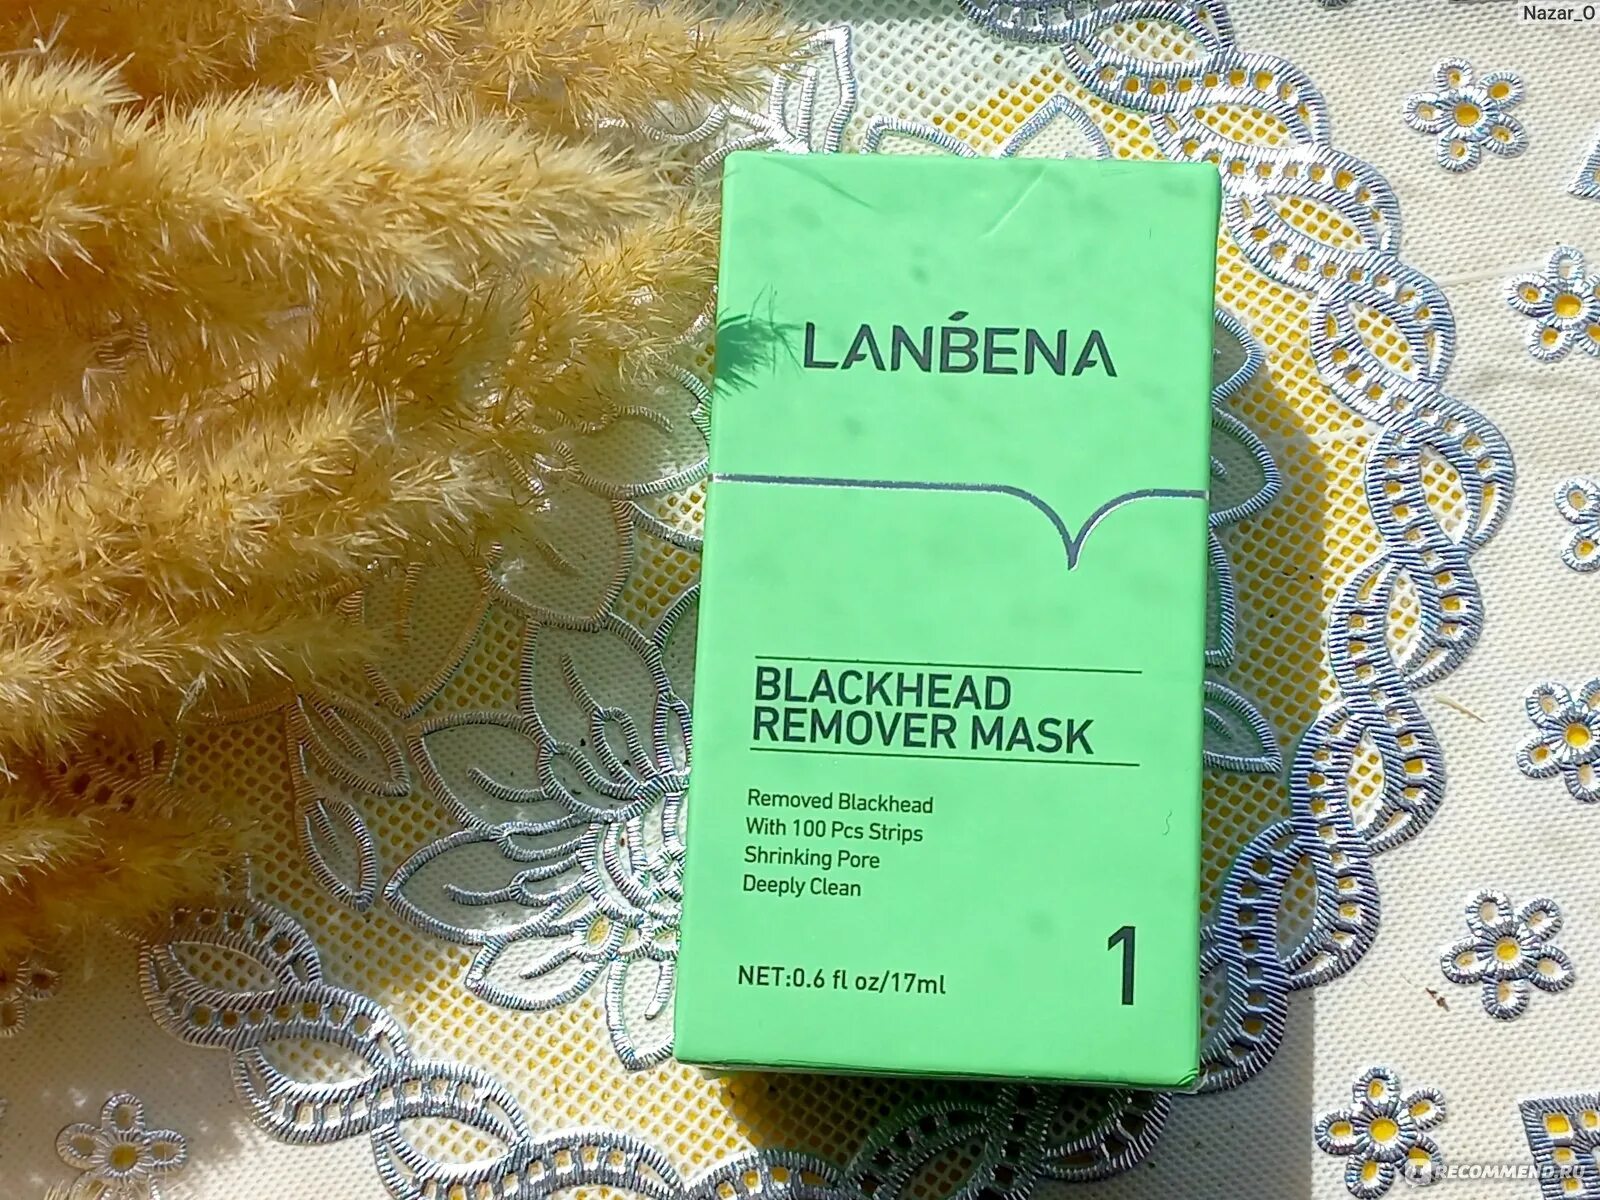 Nazar_O
LANBENA
BLACKHEAD
REMOVER MASK
Removed Blackhead
With 100 Pcs Strips
Shrinking Pore
Deeply Clean
NET:0.6 fl oz/17ml
1
RECOMMEND.RU